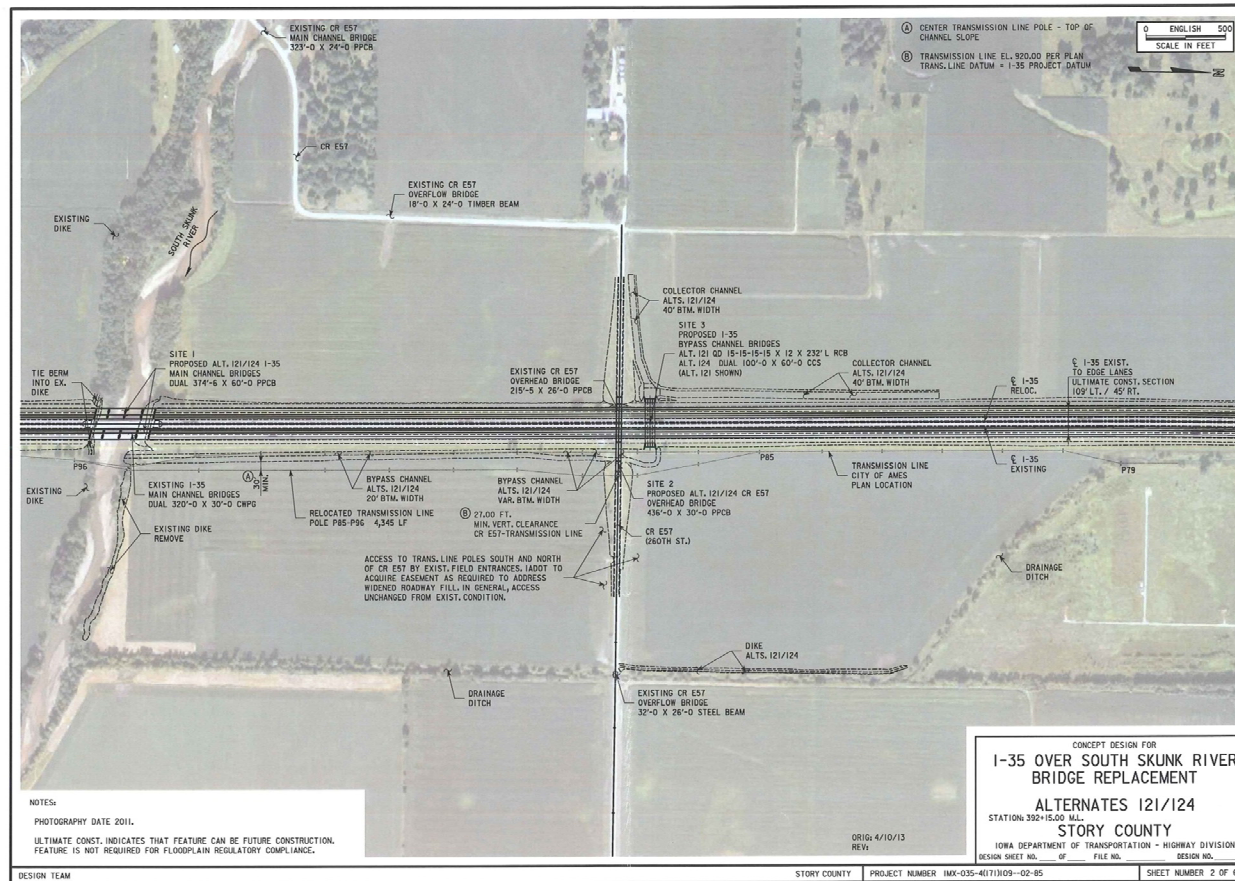 EXISTING CR E57
MAIN CHANNEL BRIDGE
323'-0 X 24'-0 PPCB
Ⓐ CENTER TRANSMISSION LINE POLE - TOP OF
CHANNEL SLOPE
Ⓑ TRANSMISSION LINE EL. 920.00 PER PLAN
TRANS.LINE DATUM = I-35 PROJECT DATUM
0 ENGLISH 500
SCALE IN FEET
N
CR E57
EXISTING CR E57
OVERFLOW BRIDGE
18'-0 X 24'-0 TIMBER BEAM
EXISTING
DIKE
SOUTH SKUNK
RIVER
COLLECTOR CHANNEL
ALTS. 121/124
40' BTM. WIDTH
SITE 3
PROPOSED I-35
BYPASS CHANNEL BRIDGES
ALT. 121 QD 15-15-15-15 X 12 X 232' L RCB
ALT. 124 DUAL 100'-0 X 60'-0 CCS
(ALT. 121 SHOWN)
COLLECTOR CHANNEL
ALTS. 121/124
40' BTM. WIDTH
SITE 1
PROPOSED ALT. 121/124 I-35
MAIN CHANNEL BRIDGES
DUAL 374'-6 X 60'-0 PPCB
TIE BERM
INTO EX.
DIKE
EXISTING CR E57
OVERHEAD BRIDGE
215'-5 X 26'-0 PPCB
℄ I-35
RELOC.
℄ I-35 EXIST.
TO EDGE LANES
ULTIMATE CONST. SECTION
109' LT. / 45' RT.
P96
EXISTING
DIKE
EXISTING I-35
MAIN CHANNEL BRIDGES
DUAL 320'-0 X 30'-0 CWPG
Ⓐ 30'
MIN.
BYPASS CHANNEL
ALTS. 121/124
20' BTM. WIDTH
BYPASS CHANNEL
ALTS. 121/124
VAR. BTM. WIDTH
P85
TRANSMISSION LINE
CITY OF AMES
PLAN LOCATION
℄ I-35
EXISTING
P79
RELOCATED TRANSMISSION LINE
POLE P85-P96 4,345 LF
Ⓑ 27.00 FT.
MIN. VERT. CLEARANCE
CR E57-TRANSMISSION LINE
SITE 2
PROPOSED ALT. 121/124 CR E57
OVERHEAD BRIDGE
436'-0 X 30'-0 PPCB
CR E57
(260TH ST.)
EXISTING DIKE
REMOVE
ACCESS TO TRANS. LINE POLES SOUTH AND NORTH
OF CR E57 BY EXIST. FIELD ENTRANCES. IADOT TO
ACQUIRE EASEMENT AS REQUIRED TO ADDRESS
WIDENED ROADWAY FILL. IN GENERAL, ACCESS
UNCHANGED FROM EXIST. CONDITION.
DRAINAGE
DITCH
DIKE
ALTS. 121/124
DRAINAGE
DITCH
EXISTING CR E57
OVERFLOW BRIDGE
32'-0 X 26'-0 STEEL BEAM
NOTES:
PHOTOGRAPHY DATE 2011.
ULTIMATE CONST. INDICATES THAT FEATURE CAN BE FUTURE CONSTRUCTION.
FEATURE IS NOT REQUIRED FOR FLOODPLAIN REGULATORY COMPLIANCE.
ORIG: 4/10/13
REV:
CONCEPT DESIGN FOR
I-35 OVER SOUTH SKUNK RIVER
BRIDGE REPLACEMENT
ALTERNATES 121/124
STATION: 392+15.00 M.L.
STORY COUNTY
IOWA DEPARTMENT OF TRANSPORTATION - HIGHWAY DIVISION
DESIGN SHEET NO. ____ OF ____ FILE NO. ________ DESIGN NO. ____
DESIGN TEAM
STORY COUNTY
PROJECT NUMBER IMX-035-4(171)109--02-85
SHEET NUMBER 2 OF 6